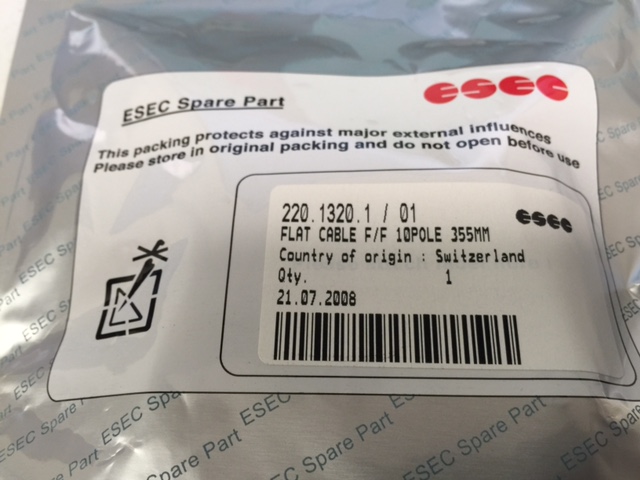 ESEC Spare Part
esec
This packing protects against major external influences
Please store in original packing and do not open before use
220.1320.1 / 01
esec
FLAT CABLE F/F 10POLE 355MM
Country of origin : Switzerland
Qty. 1
21.07.2008
ESEC Spare Part ESEC Spare Part ESEC Spare Part